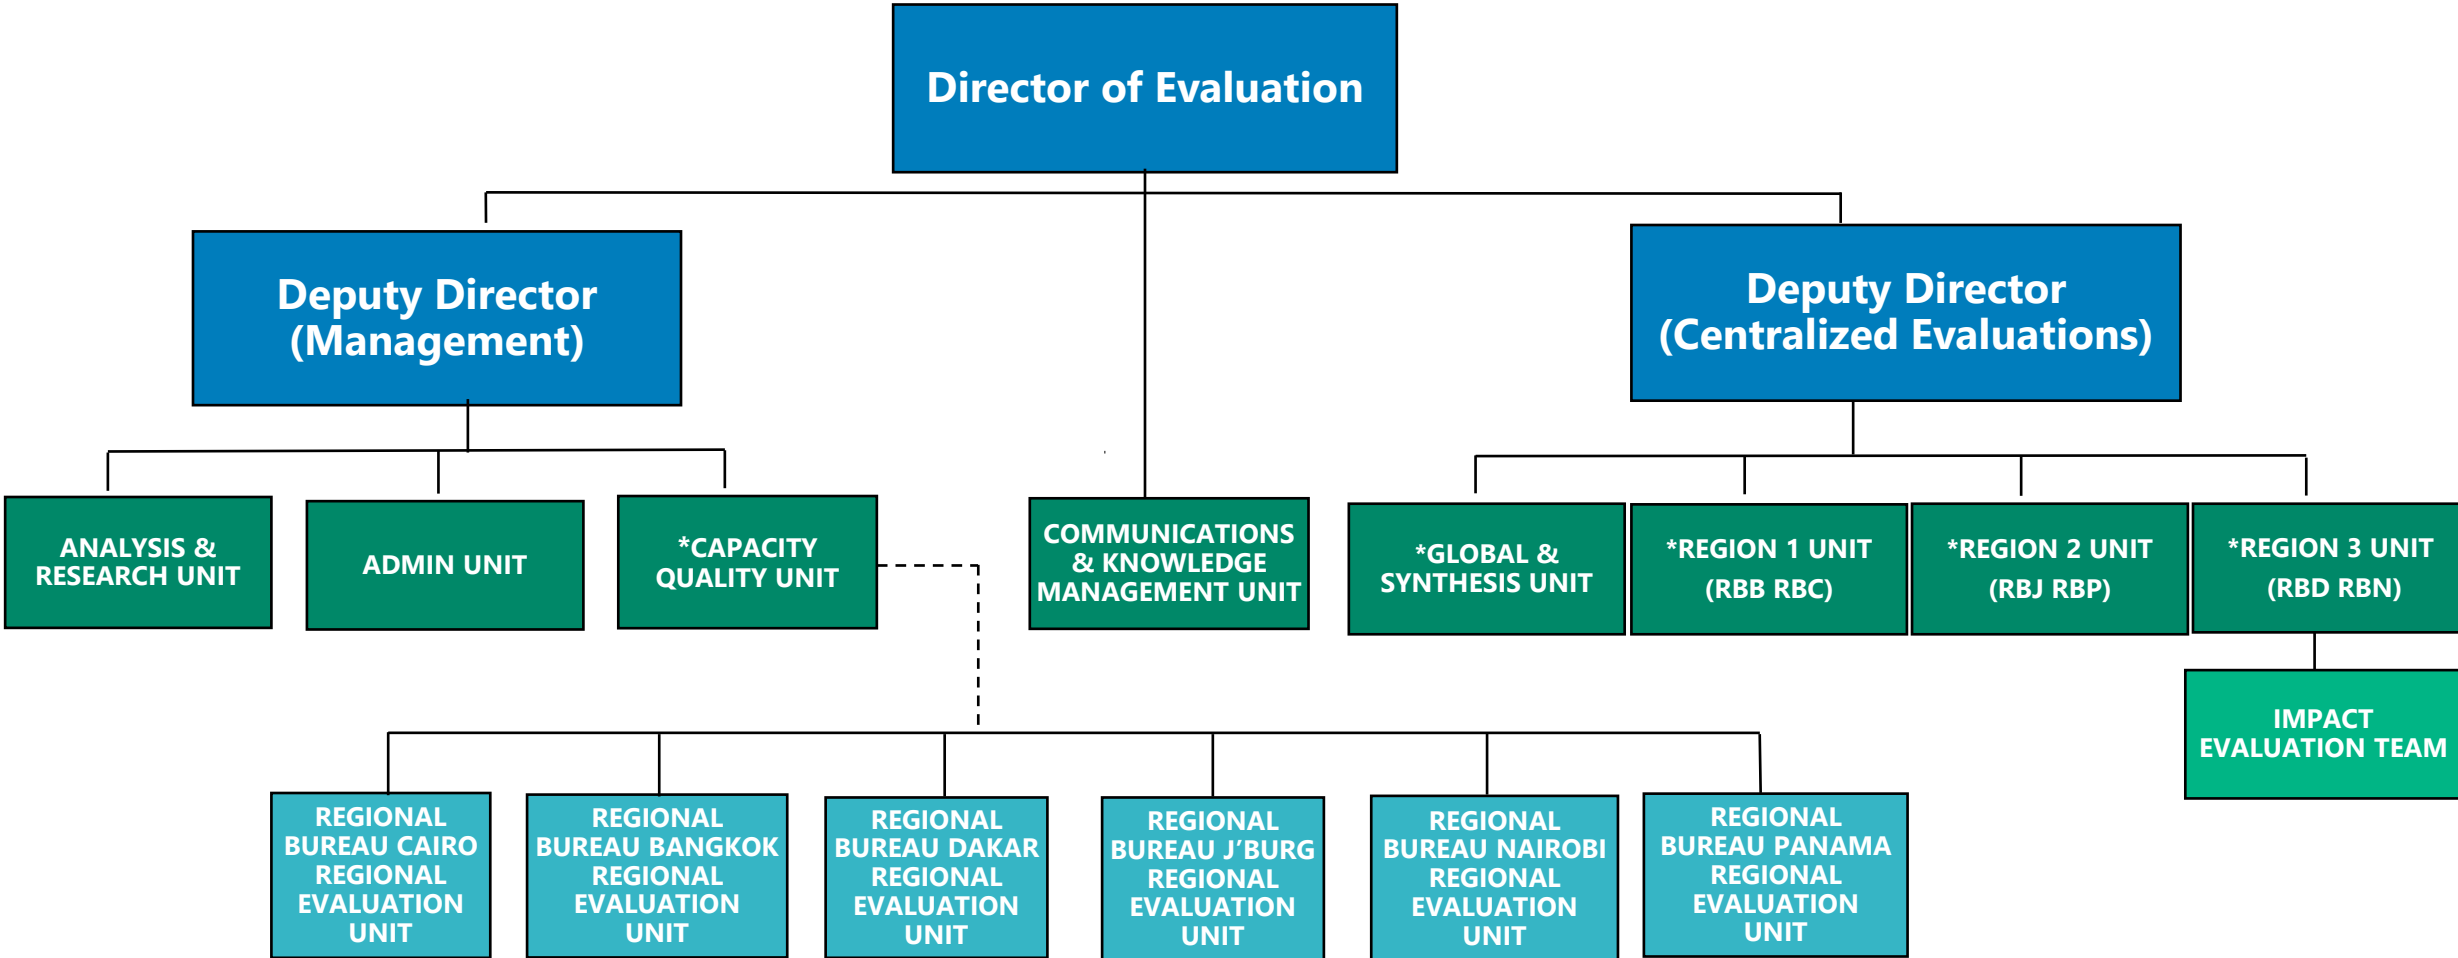 Director of Evaluation
Deputy Director
(Management)
Deputy Director
(Centralized Evaluations)
ANALYSIS &
RESEARCH UNIT
ADMIN UNIT
*CAPACITY
QUALITY UNIT
COMMUNICATIONS
& KNOWLEDGE
MANAGEMENT UNIT
*GLOBAL &
SYNTHESIS UNIT
*REGION 1 UNIT
(RBB RBC)
*REGION 2 UNIT
(RBJ RBP)
*REGION 3 UNIT
(RBD RBN)
IMPACT
EVALUATION TEAM
REGIONAL
BUREAU CAIRO
REGIONAL
EVALUATION
UNIT
REGIONAL
BUREAU BANGKOK
REGIONAL
EVALUATION
UNIT
REGIONAL
BUREAU DAKAR
REGIONAL
EVALUATION
UNIT
REGIONAL
BUREAU J’BURG
REGIONAL
EVALUATION
UNIT
REGIONAL
BUREAU NAIROBI
REGIONAL
EVALUATION
UNIT
REGIONAL
BUREAU PANAMA
REGIONAL
EVALUATION
UNIT